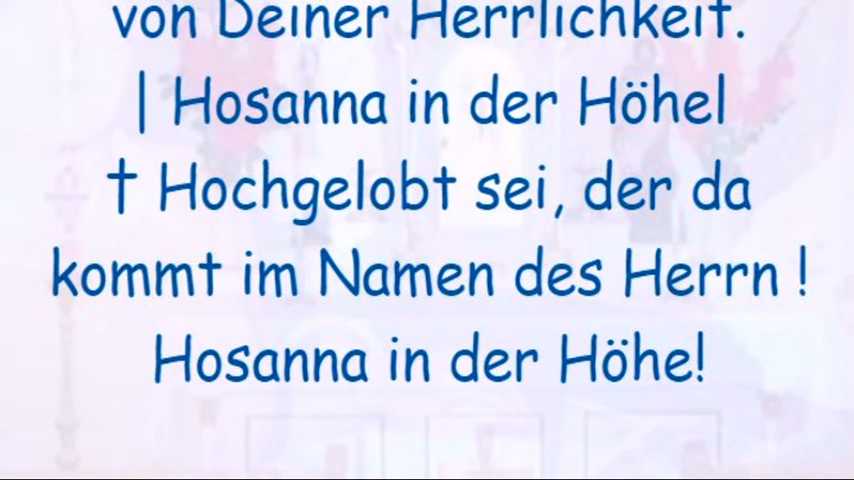 von Deiner Herrlichkeit.
| Hosanna in der Höhel
† Hochgelobt sei, der da
kommt im Namen des Herrn !
Hosanna in der Höhe!